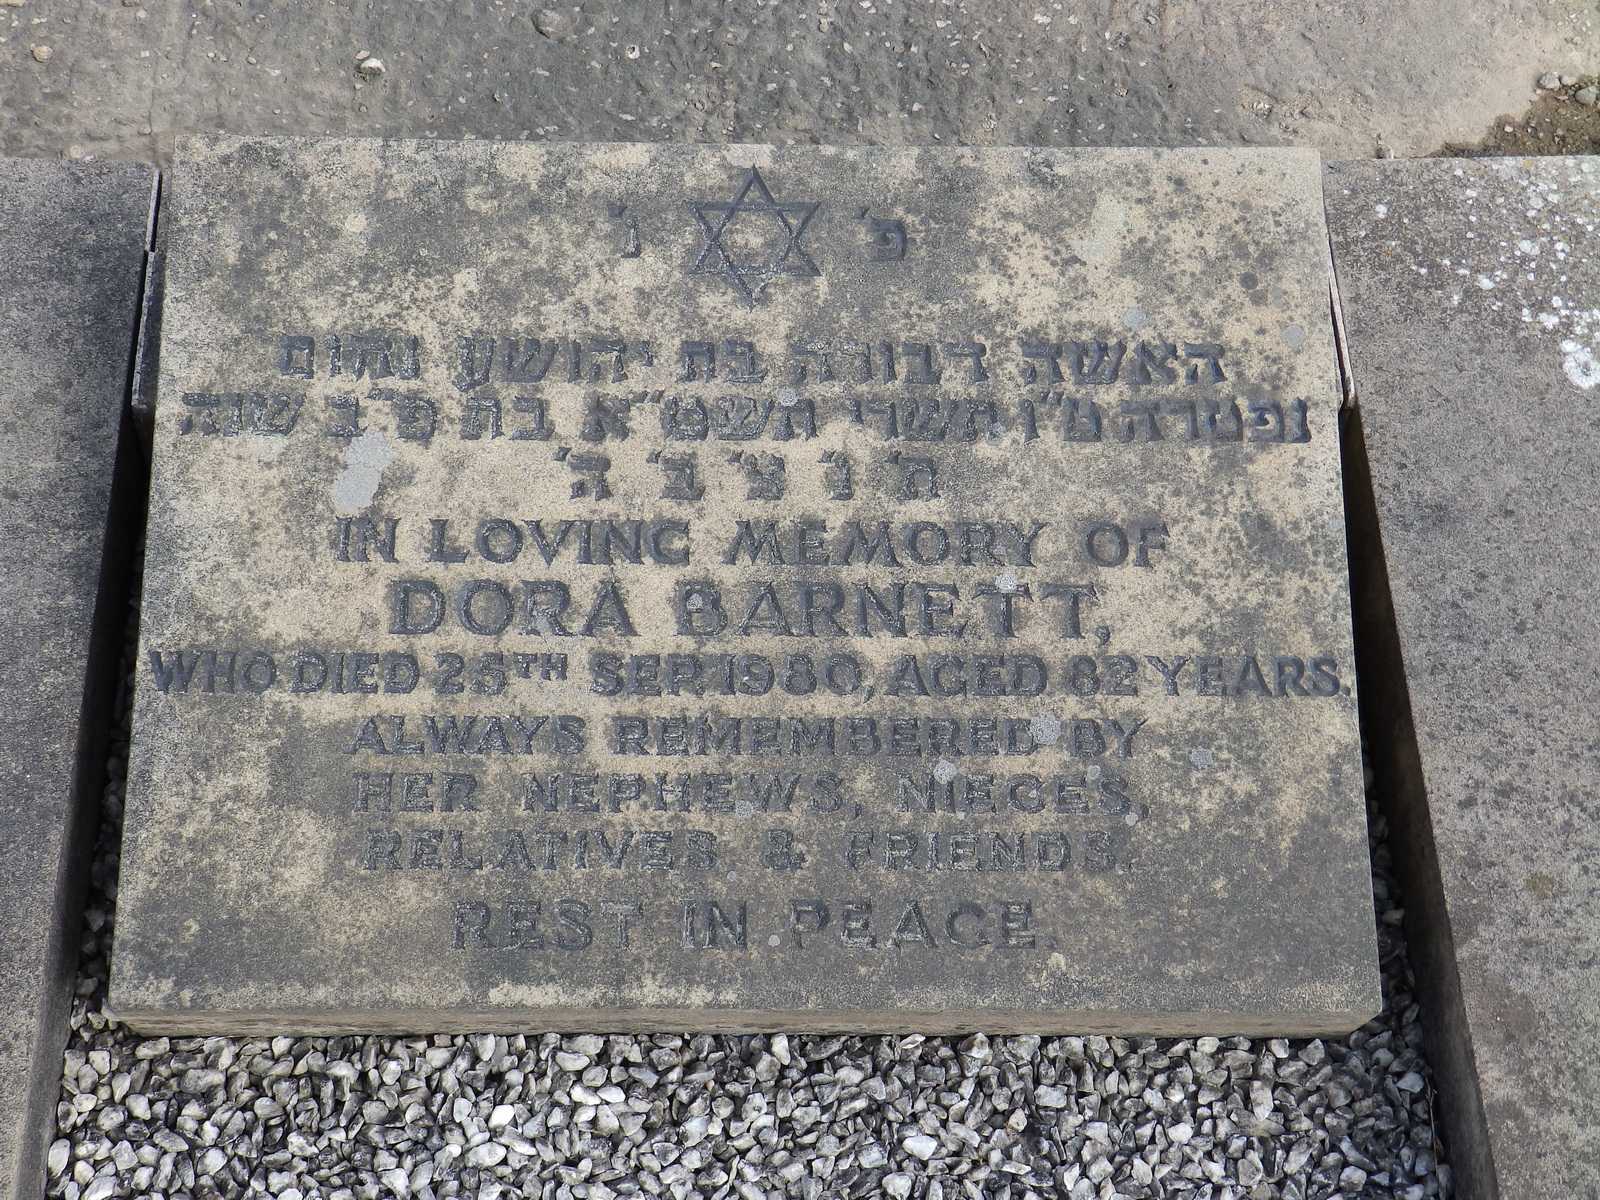 פ׳ נ׳
האשה דבורה בת יהושע נחום
נפטרה ט״ו תשרי תשמ״א בת פ״ב שנה
ת׳ נ׳ צ׳ ב׳ ה׳
IN LOVING MEMORY OF
DORA BARNETT,
WHO DIED 25TH SEP. 1980, AGED 82 YEARS.
ALWAYS REMEMBERED BY
HER NEPHEWS, NIECES,
RELATIVES & FRIENDS.
REST IN PEACE.